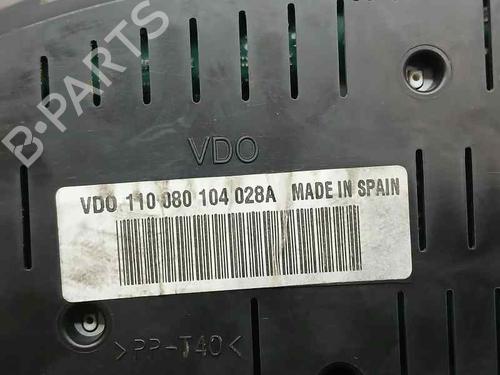 B-PARTS
VDO
VDO 110 080 104 028A MADE IN SPAIN
>PP-T40<